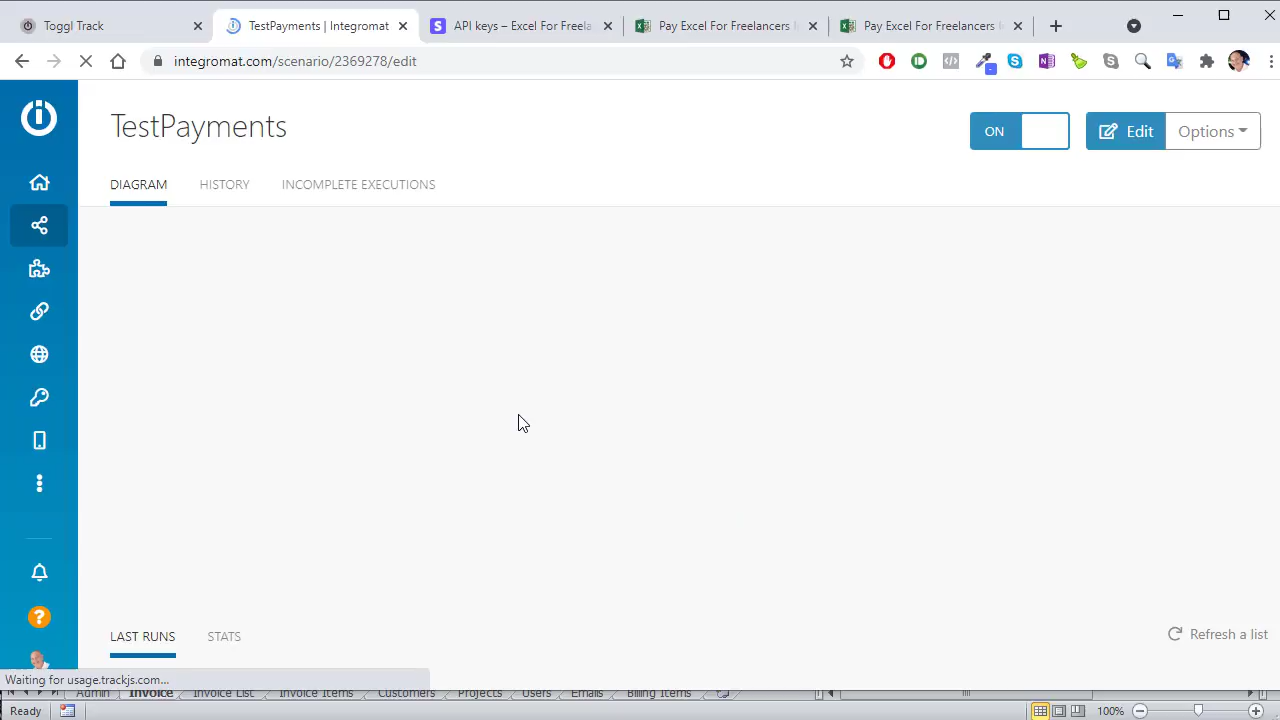 Toggl Track
TestPayments | Integromat
API keys – Excel For Freela
Pay Excel For Freelancers I
Pay Excel For Freelancers I
integromat.com/scenario/2369278/edit
TestPayments
ON
Edit
Options
DIAGRAM
HISTORY
INCOMPLETE EXECUTIONS
LAST RUNS
STATS
Refresh a list
Waiting for usage.trackjs.com...
Admin
Invoice
Invoice List
Invoice Items
Customers
Projects
Users
Emails
Billing Items
Ready
100%